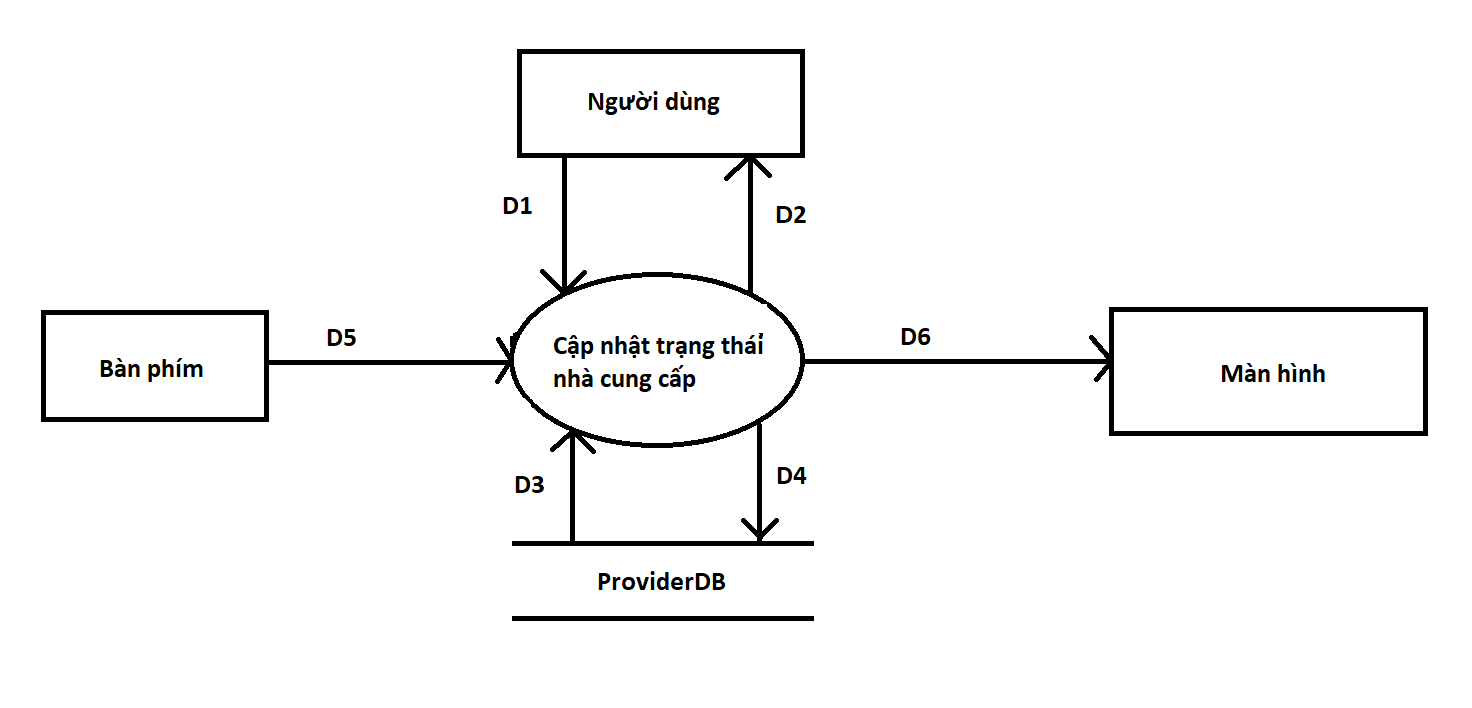 Người dùng
D1
D2
Bàn phím
D5
Cập nhật trạng thái
nhà cung cấp
D6
Màn hình
D3
D4
ProviderDB